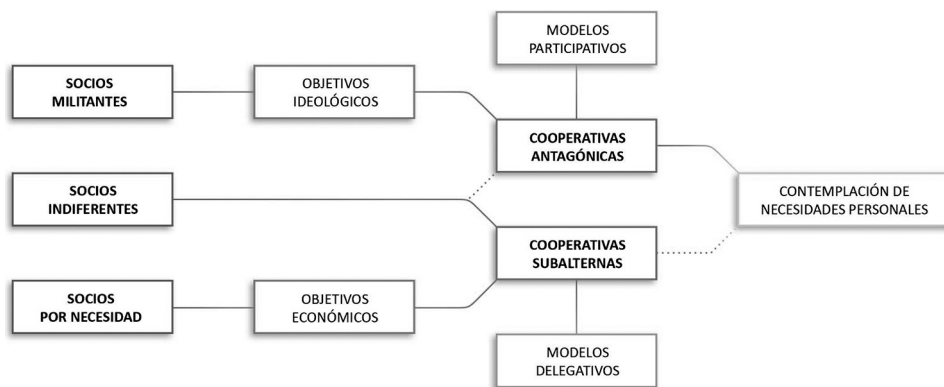 MODELOS
PARTICIPATIVOS
SOCIOS
MILITANTES
OBJETIVOS
IDEOLÓGICOS
COOPERATIVAS
ANTAGÓNICAS
SOCIOS
INDIFERENTES
CONTEMPLACIÓN DE
NECESIDADES PERSONALES
COOPERATIVAS
SUBALTERNAS
SOCIOS
POR NECESIDAD
OBJETIVOS
ECONÓMICOS
MODELOS
DELEGATIVOS